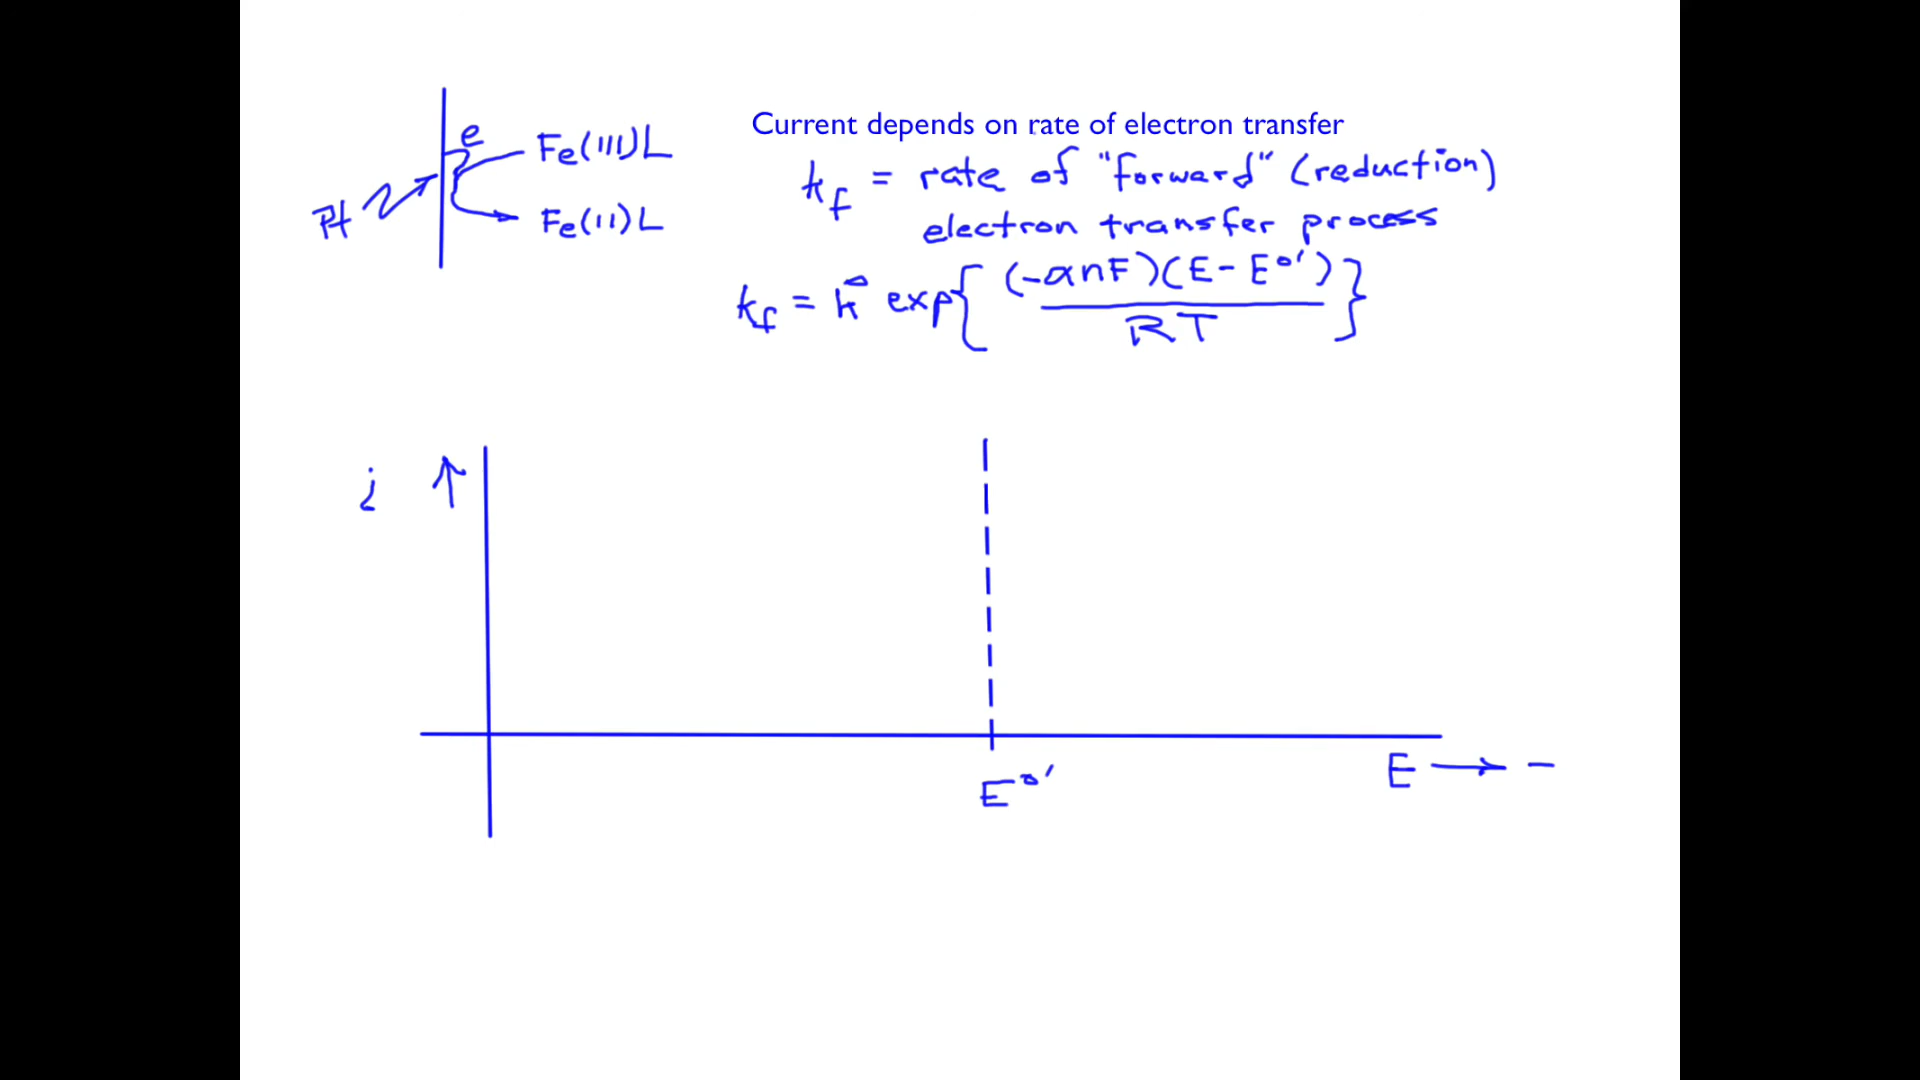 Current depends on rate of electron transfer
e Fe(III)L
Pt
Fe(II)L
k_f = rate of "forward" (reduction)
electron transfer process
k_f = k° exp{(-αnF)(E-E°')/RT}
i ↑
E°'
E → -